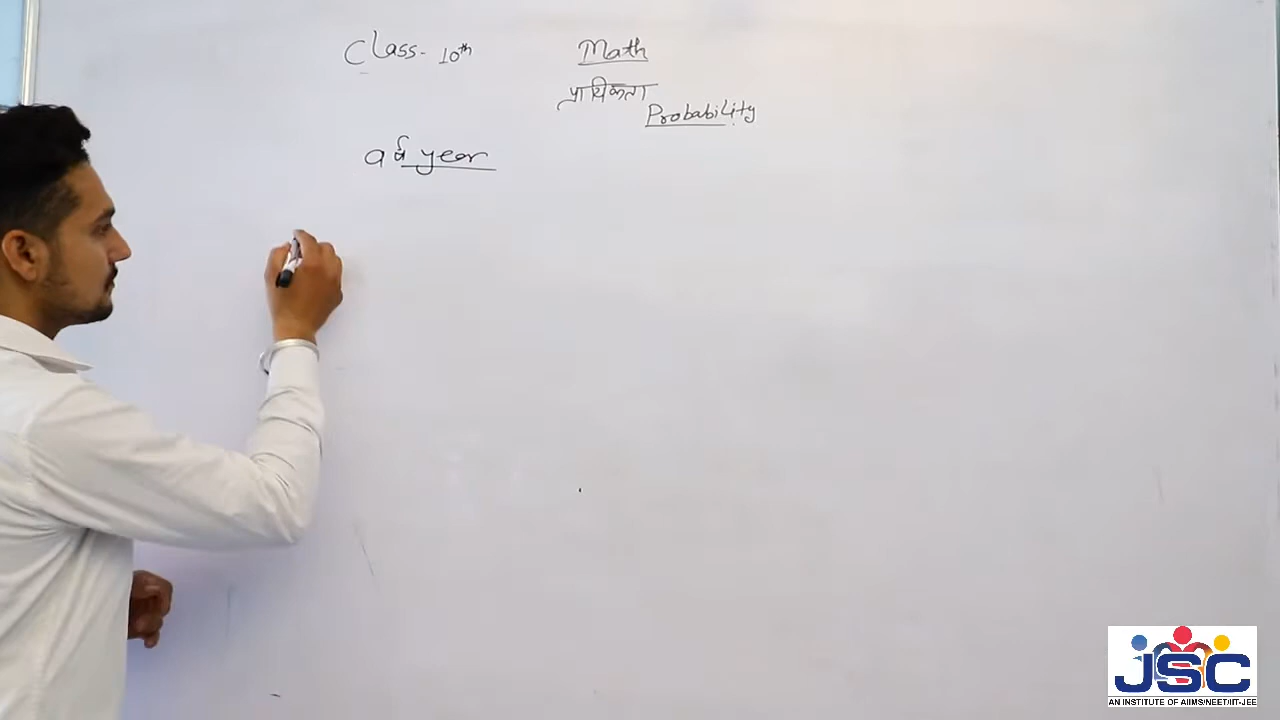 Class- 10th Math
प्रायिकता
Probability
वर्ष year
JSC
AN INSTITUTE OF AIIMS/NEET/IIT-JEE